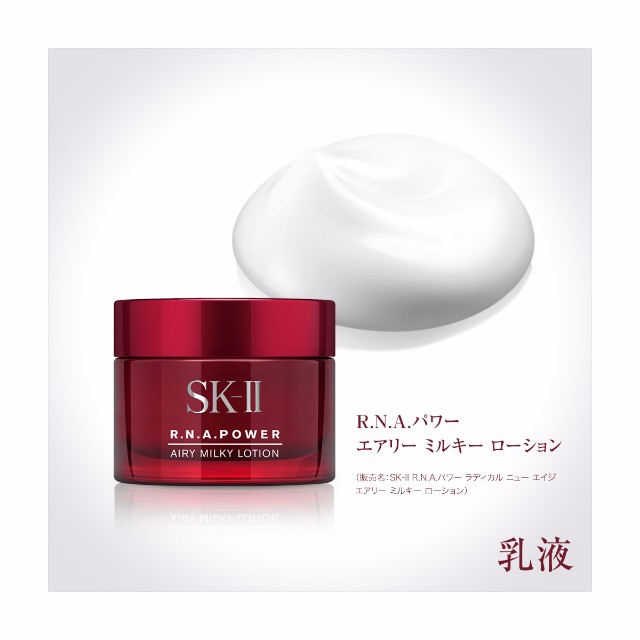 SK-II
R.N.A.POWER
AIRY MILKY LOTION
R.N.A.パワー
エアリー ミルキー ローション
(販売名:SK-II R.N.A.パワー ラディカル ニュー エイジ
エアリー ミルキー ローション)
乳液